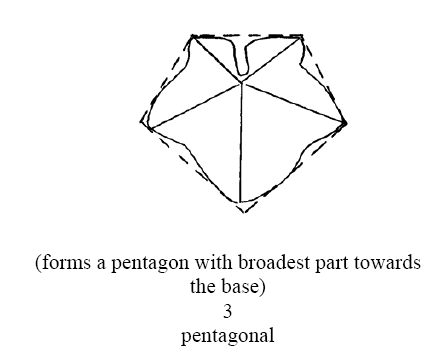 (forms a pentagon with broadest part towards
the base)
3
pentagonal